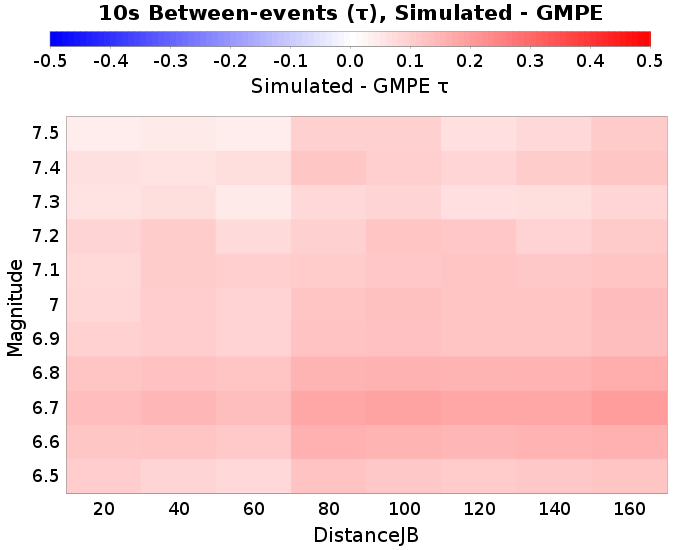 10s Between-events (τ), Simulated - GMPE
-0.5 -0.4 -0.3 -0.2 -0.1 0.0 0.1 0.2 0.3 0.4 0.5
Simulated - GMPE τ
Magnitude
7.5
7.4
7.3
7.2
7.1
7
6.9
6.8
6.7
6.6
6.5
20 40 60 80 100 120 140 160
DistanceJB